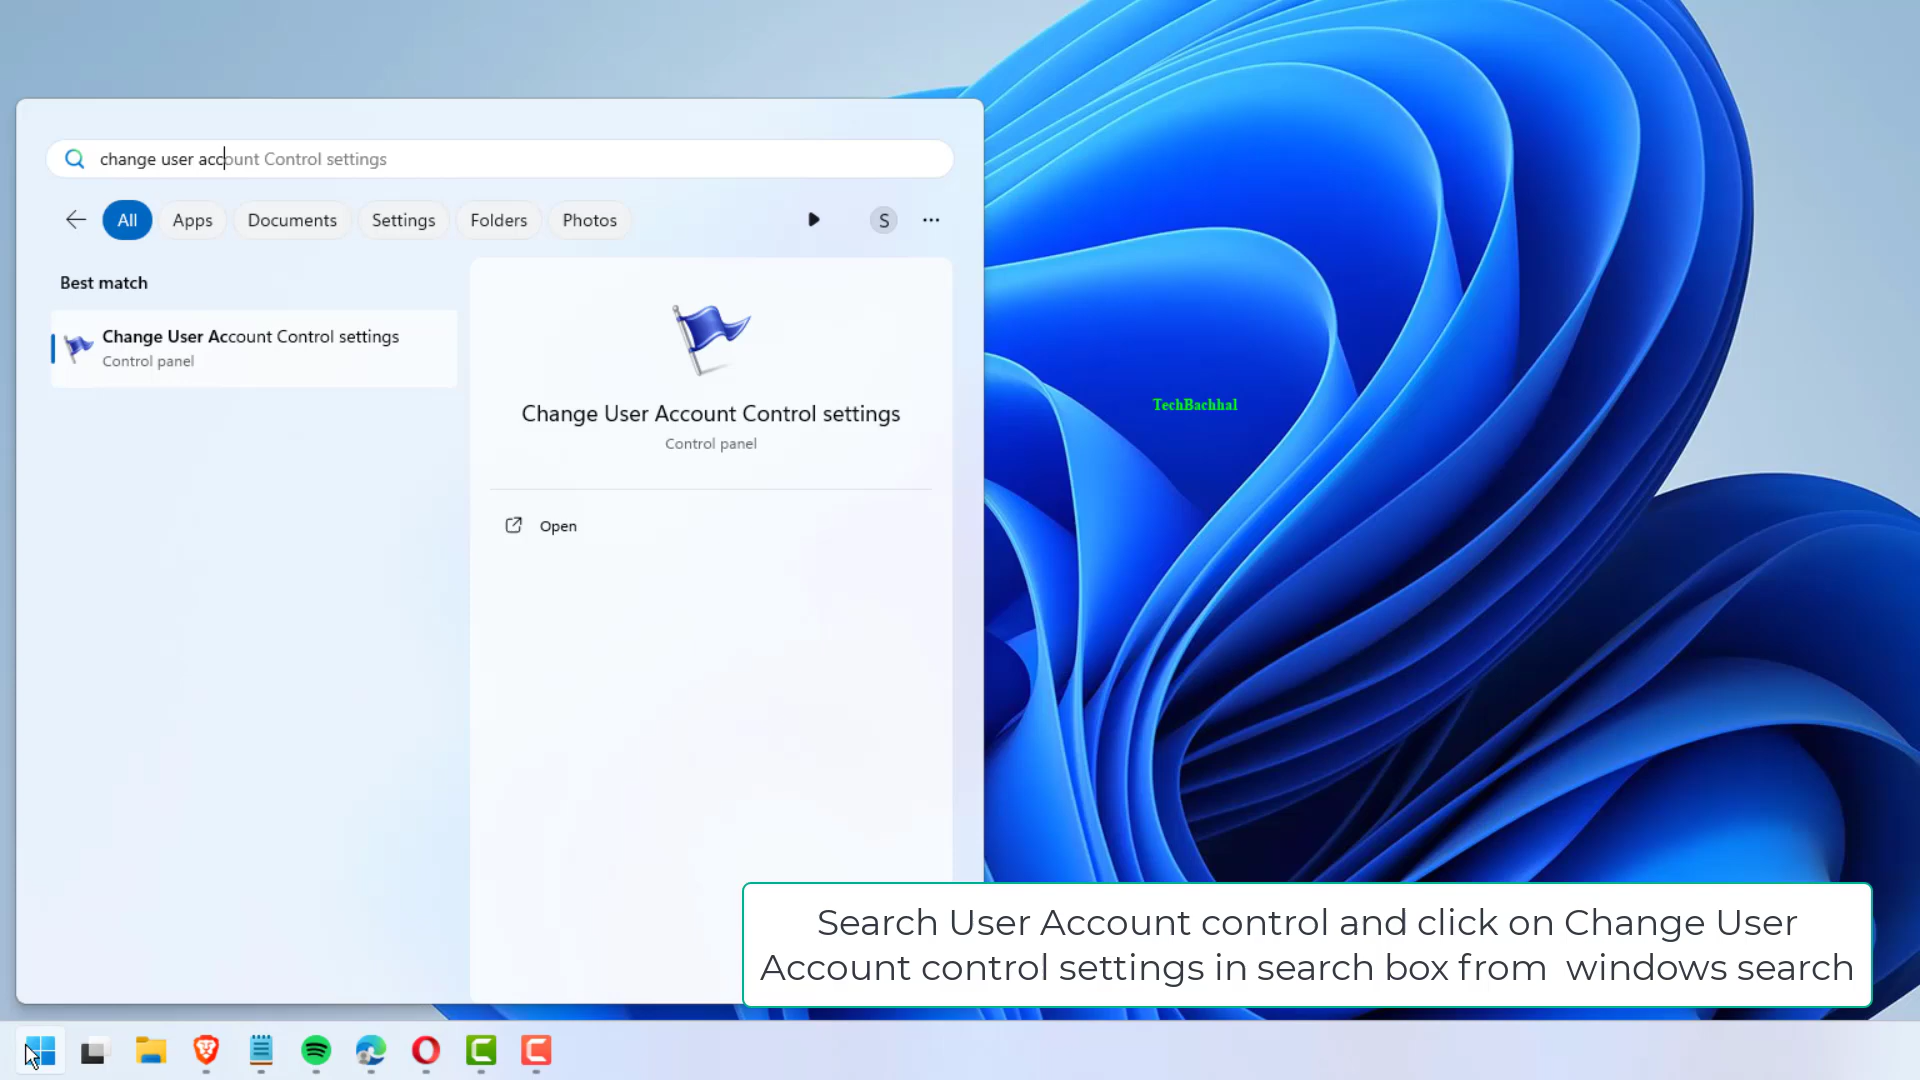 change user account Control settings
All
Apps
Documents
Settings
Folders
Photos
S
Best match
Change User Account Control settings
Control panel
Change User Account Control settings
Control panel
Open
TechBachhal
Search User Account control and click on Change User
Account control settings in search box from windows search